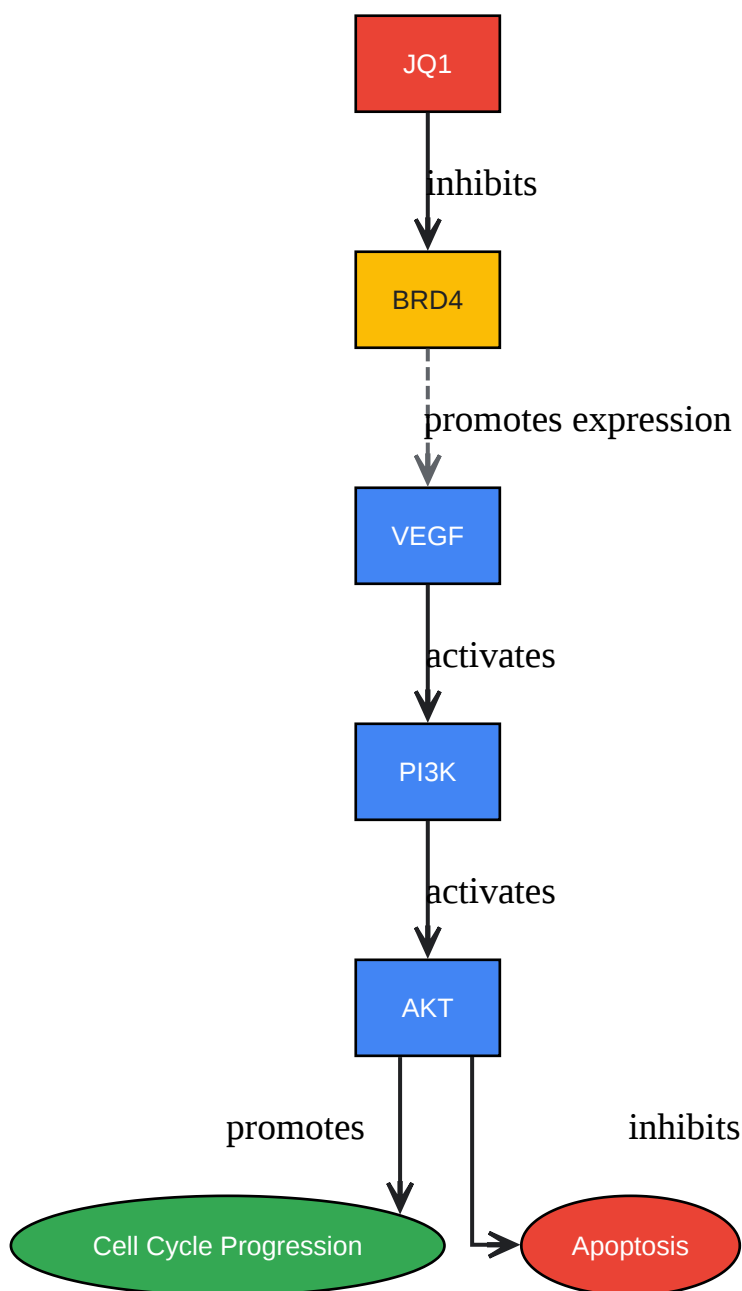 JQ1
inhibits
BRD4
promotes expression
VEGF
activates
PI3K
activates
AKT
promotes
inhibits
Cell Cycle Progression
Apoptosis